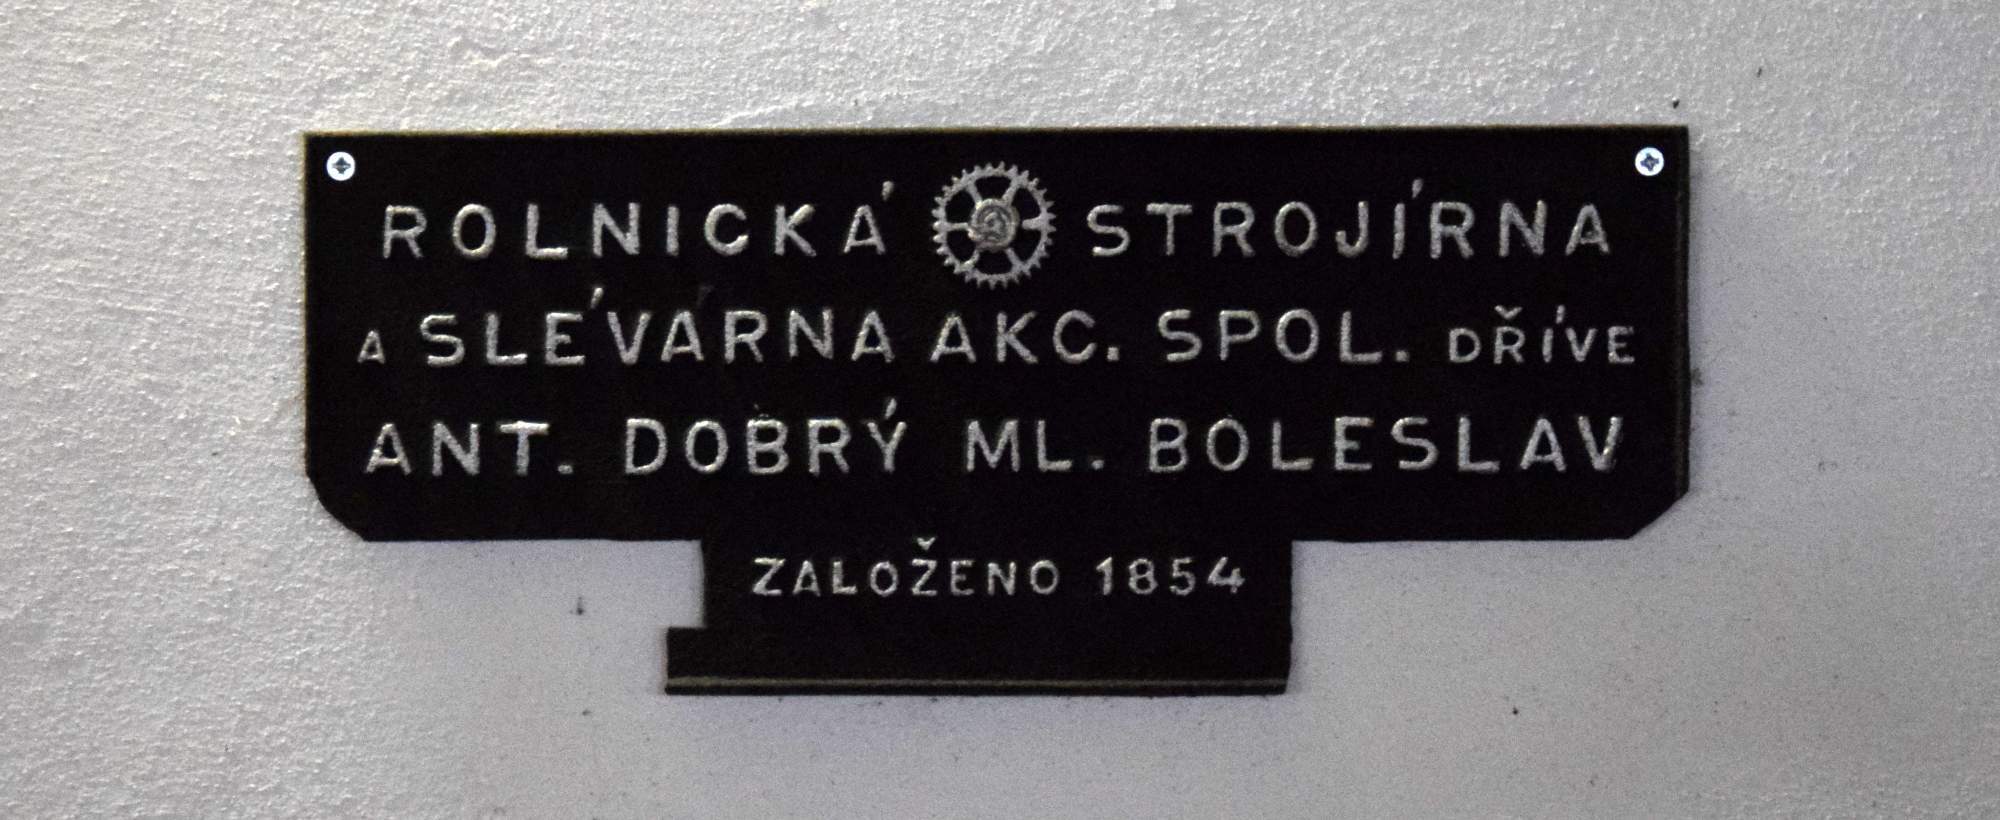 ROLNICKÁ STROJÍRNA
A SLÉVÁRNA AKC. SPOL. DŘÍVE
ANT. DOBRÝ ML. BOLESLAV
ZALOŽENO 1854